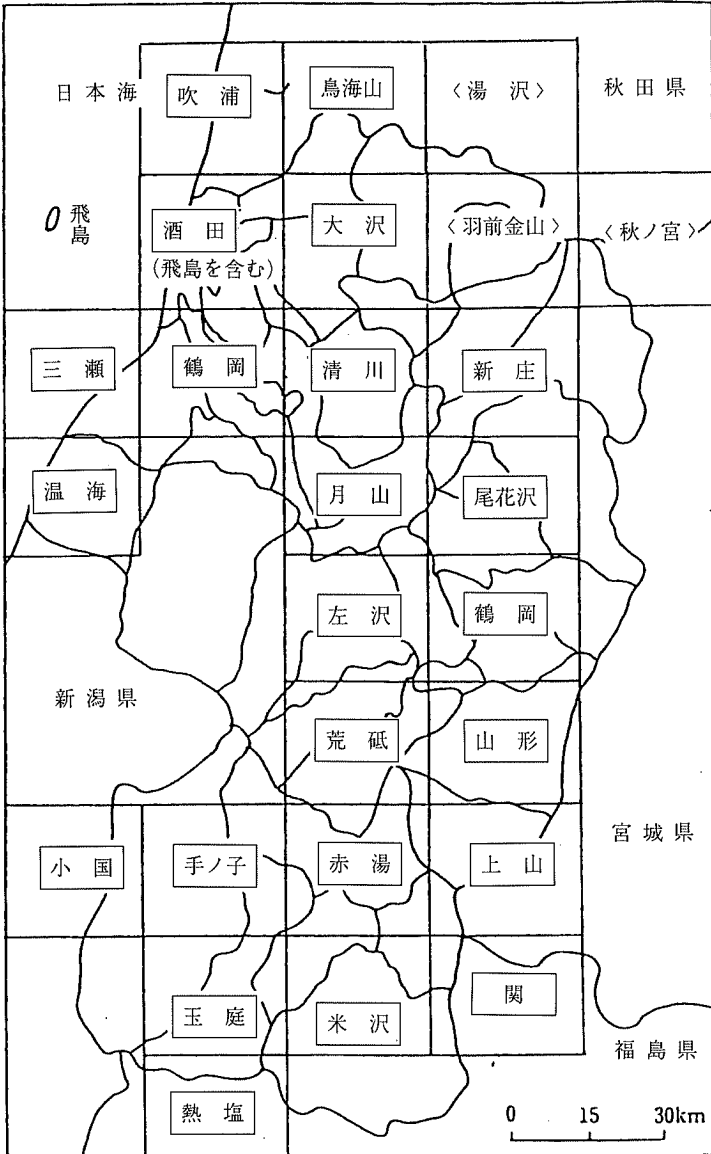 日本海
吹浦
鳥海山
〈湯沢〉
秋田県
飛島
酒田
(飛島を含む)
大沢
〈羽前金山〉
〈秋ノ宮〉
三瀬
鶴岡
清川
新庄
温海
月山
尾花沢
左沢
鶴岡
新潟県
荒砥
山形
宮城県
小国
手ノ子
赤湯
上山
玉庭
米沢
関
福島県
熱塩
0 15 30km